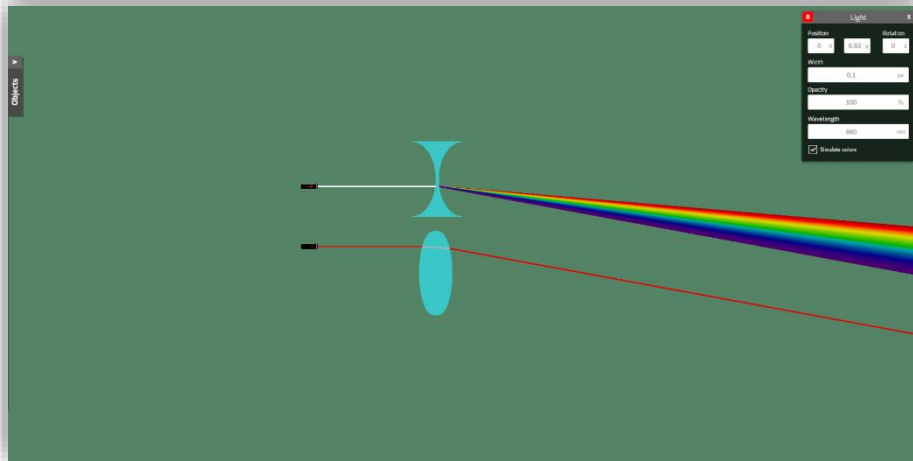 Light
X
Position
Rotation
-6 x
6.93 y
0 z
Width
0.1 px
Opacity
100 %
Wavelength
660 nm
Simulate colors
Objects